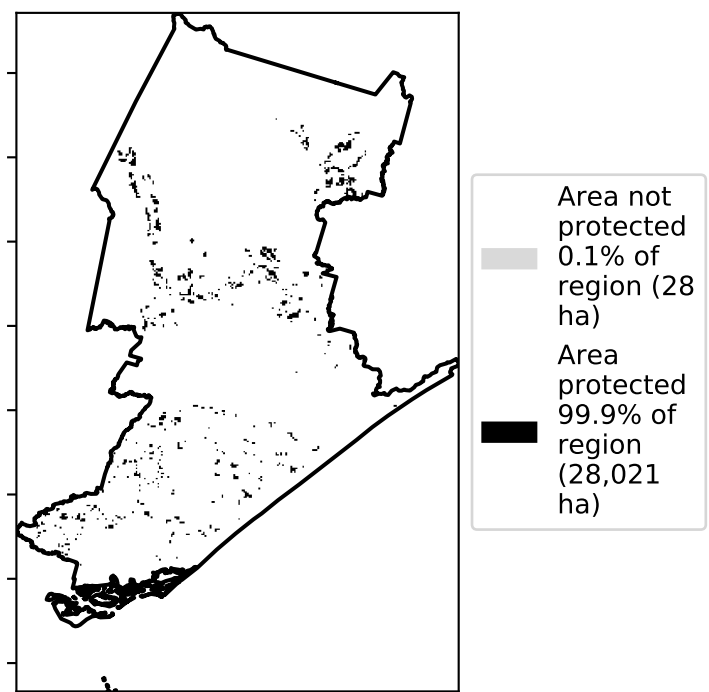 Area not
protected
0.1% of
region (28
ha)
Area
protected
99.9% of
region
(28,021
ha)